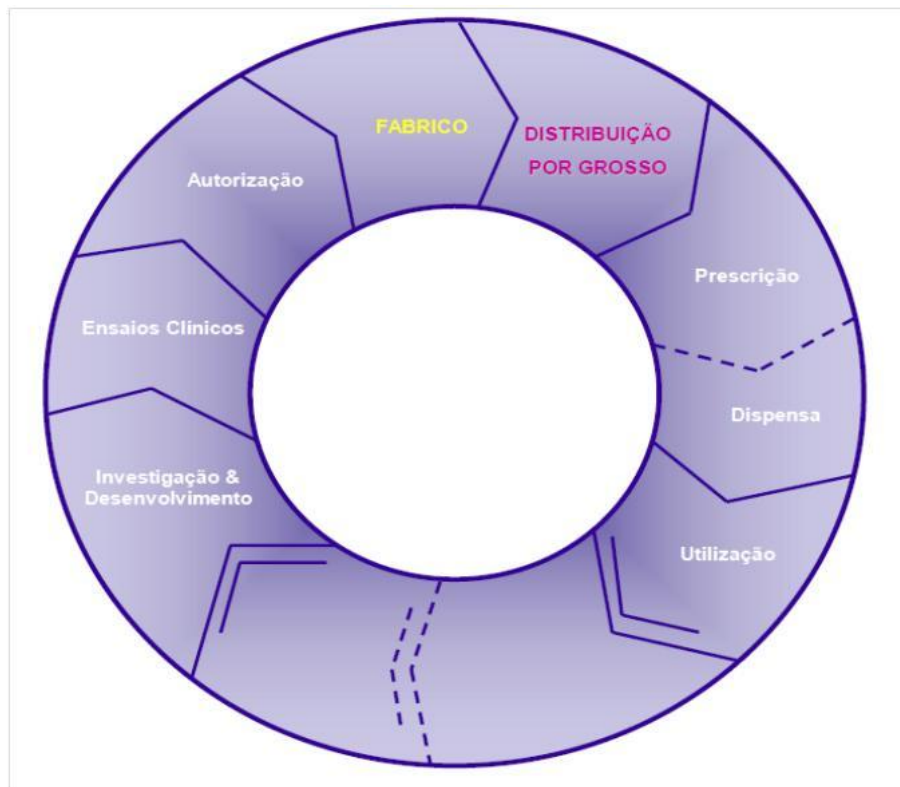 FABRICO
DISTRIBUIÇÃO
POR GROSSO
Autorização
Prescrição
Ensaios Clínicos
Dispensa
Investigação &
Desenvolvimento
Utilização